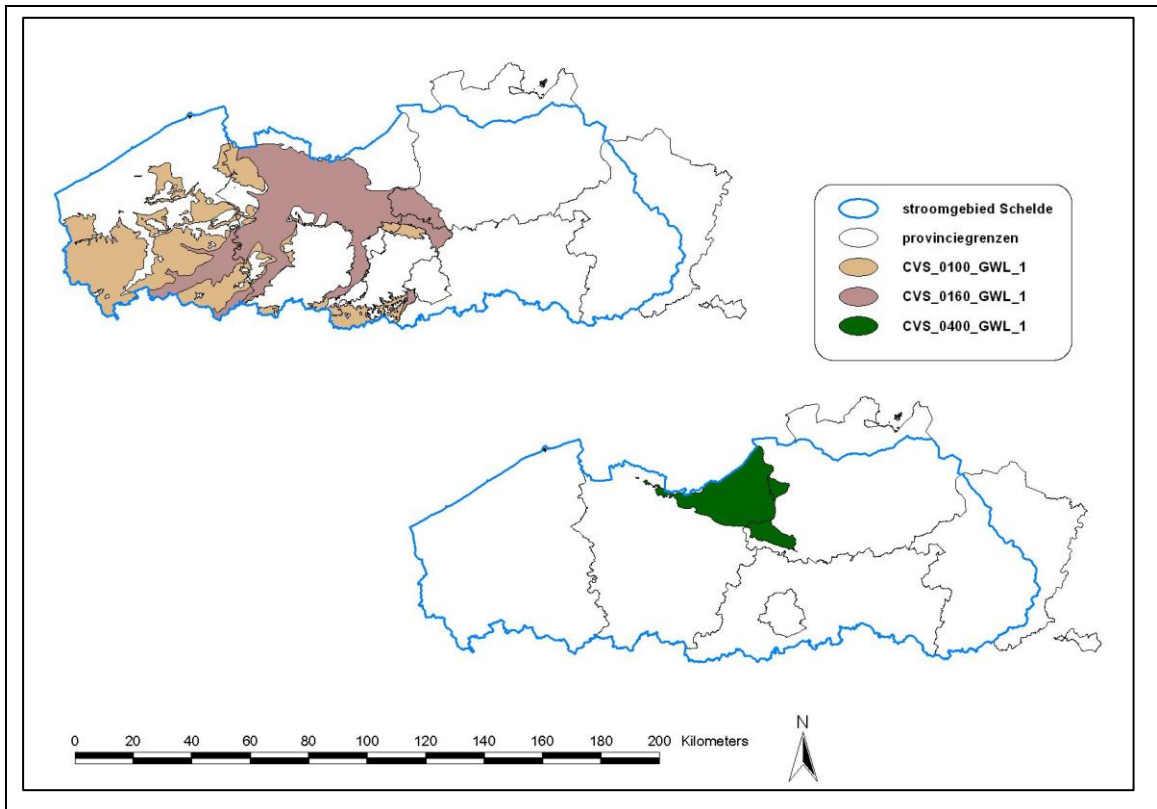 stroomgebied Schelde
provinciegrenzen
CVS_0100_GWL_1
CVS_0160_GWL_1
CVS_0400_GWL_1
N
0 20 40 60 80 100 120 140 160 180 200 Kilometers